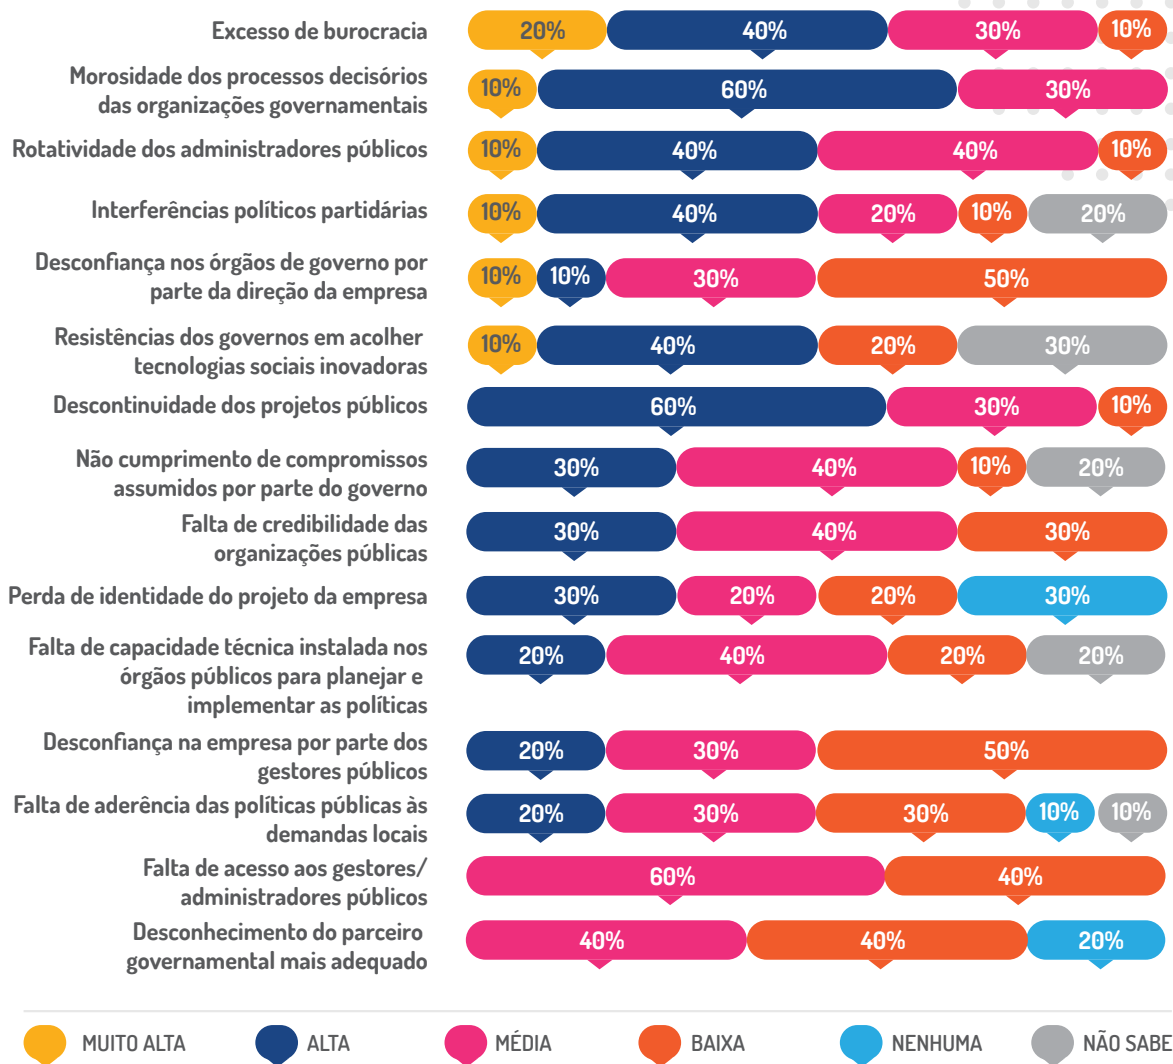 Excesso de burocracia
20% 40% 30% 10%
Morosidade dos processos decisórios
das organizações governamentais
10% 60% 30%
Rotatividade dos administradores públicos
10% 40% 40% 10%
Interferências políticos partidárias
10% 40% 20% 10% 20%
Desconfiança nos órgãos de governo por
parte da direção da empresa
10% 10% 30% 50%
Resistências dos governos em acolher
tecnologias sociais inovadoras
10% 40% 20% 30%
Descontinuidade dos projetos públicos
60% 30% 10%
Não cumprimento de compromissos
assumidos por parte do governo
30% 40% 10% 20%
Falta de credibilidade das
organizações públicas
30% 40% 30%
Perda de identidade do projeto da empresa
30% 20% 20% 30%
Falta de capacidade técnica instalada nos
órgãos públicos para planejar e
implementar as políticas
20% 40% 20% 20%
Desconfiança na empresa por parte dos
gestores públicos
20% 30% 50%
Falta de aderência das políticas públicas às
demandas locais
20% 30% 30% 10% 10%
Falta de acesso aos gestores/
administradores públicos
60% 40%
Desconhecimento do parceiro
governamental mais adequado
40% 40% 20%
MUITO ALTA ALTA MÉDIA BAIXA NENHUMA NÃO SABE